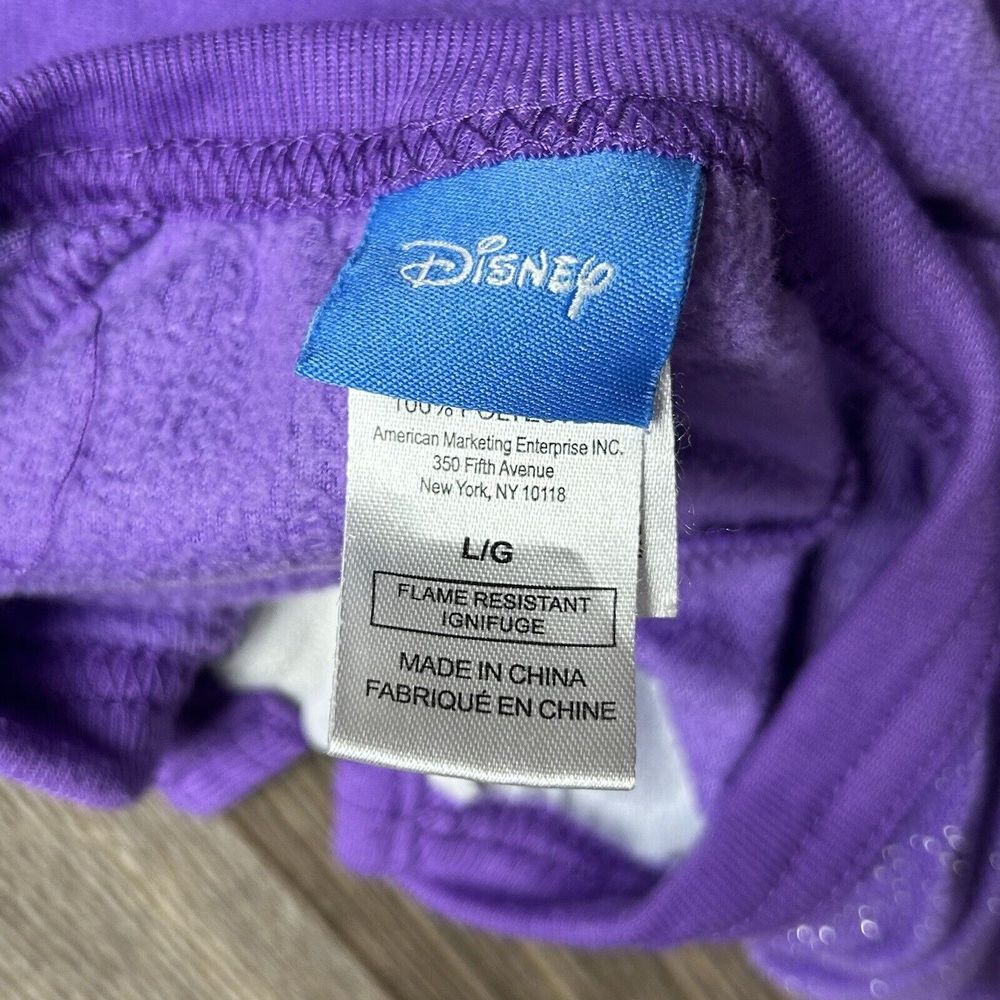 Disney
American Marketing Enterprise INC.
350 Fifth Avenue
New York, NY 10118
L/G
FLAME RESISTANT
IGNIFUGE
MADE IN CHINA
FABRIQUÉ EN CHINE